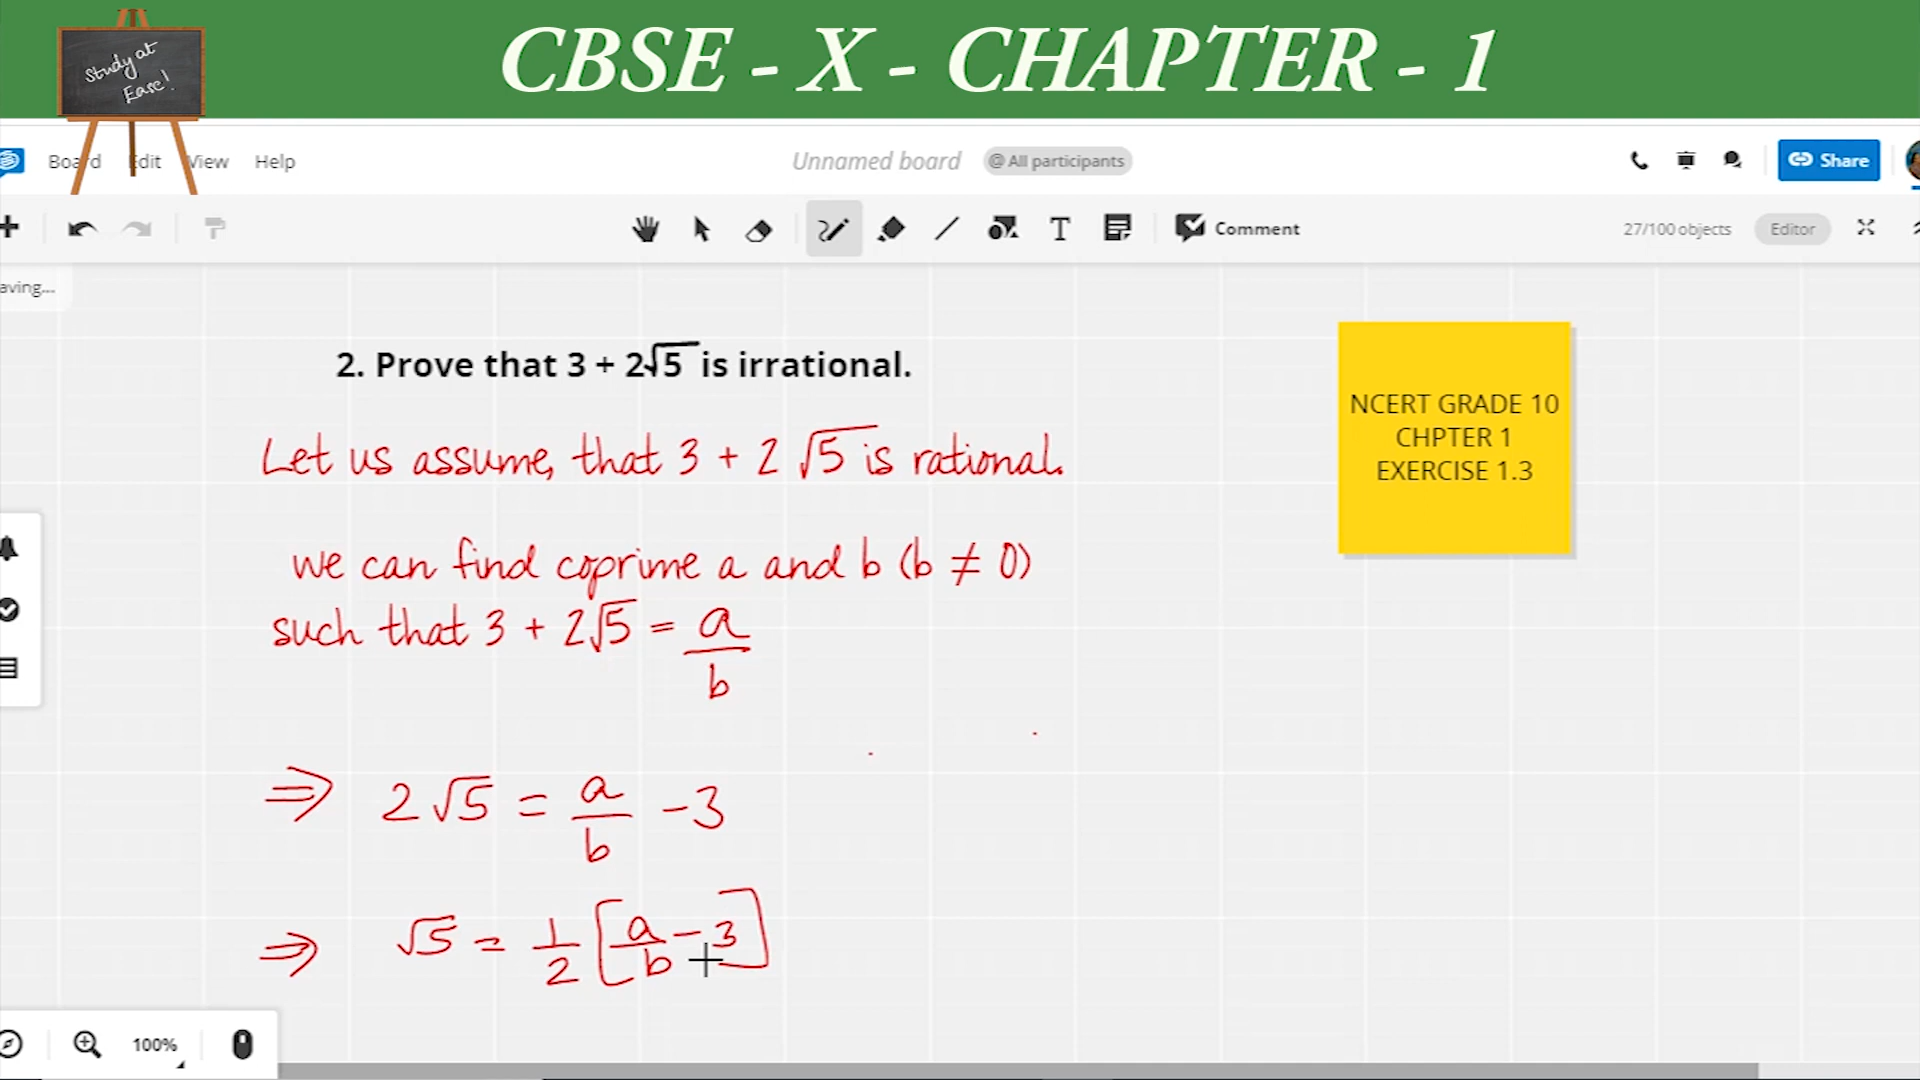 CBSE - X - CHAPTER - 1
Study at
Ease!
Board Edit View Help
Unnamed board
@ All participants
Share
Comment
27/100 objects
Editor
aving...
2. Prove that 3 + 2√5 is irrational.
NCERT GRADE 10
CHPTER 1
EXERCISE 1.3
Let us assume, that 3 + 2√5 is rational.
we can find coprime a and b (b ≠ 0)
such that 3 + 2√5 = a/b
⇒ 2√5 = a/b - 3
⇒ √5 = 1/2 [a/b - 3]
100%